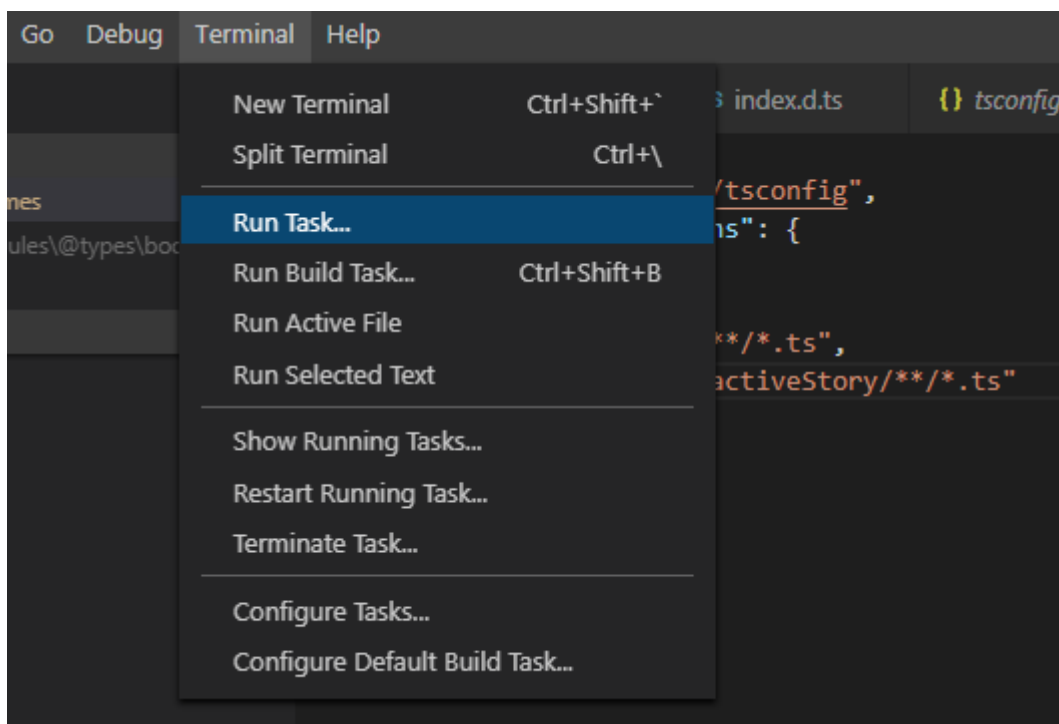 Go Debug Terminal Help
New Terminal Ctrl+Shift+`
Split Terminal Ctrl+\
Run Task...
Run Build Task... Ctrl+Shift+B
Run Active File
Run Selected Text
Show Running Tasks...
Restart Running Task...
Terminate Task...
Configure Tasks...
Configure Default Build Task...
index.d.ts {} tsconfig
/tsconfig",
": {
**/*.ts",
activeStory/**/*.ts"
\@types\